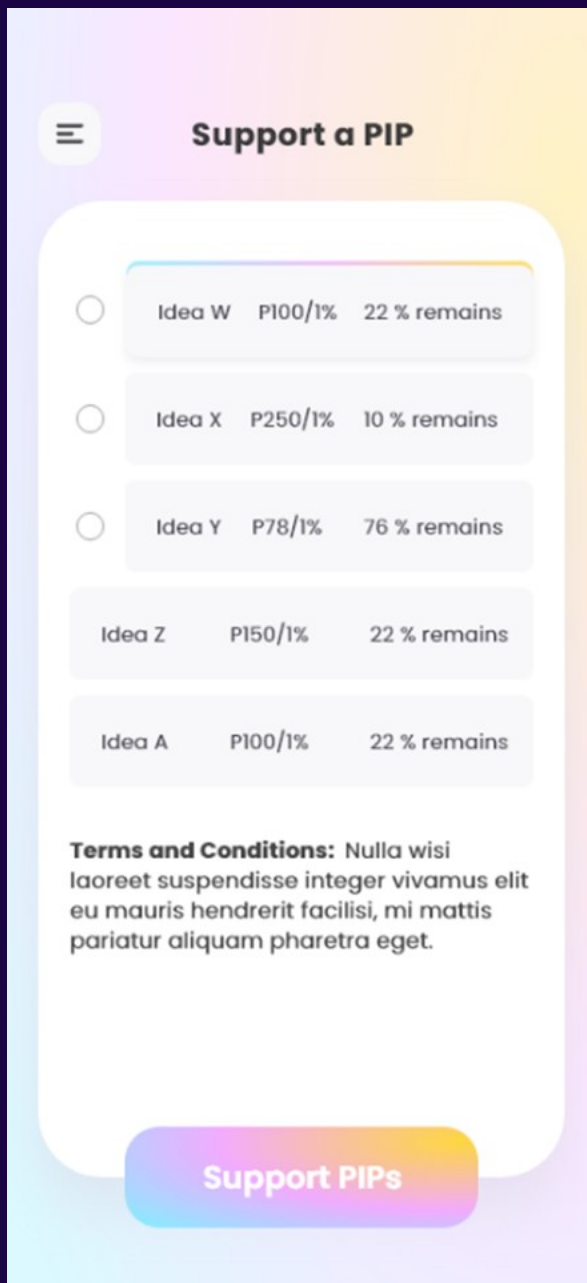 Support a PIP
Idea W P100/1% 22 % remains
Idea X P250/1% 10 % remains
Idea Y P78/1% 76 % remains
Idea Z P150/1% 22 % remains
Idea A P100/1% 22 % remains
Terms and Conditions: Nulla wisi
laoreet suspendisse integer vivamus elit
eu mauris hendrerit facilisi, mi mattis
pariatur aliquam pharetra eget.
Support PIPs